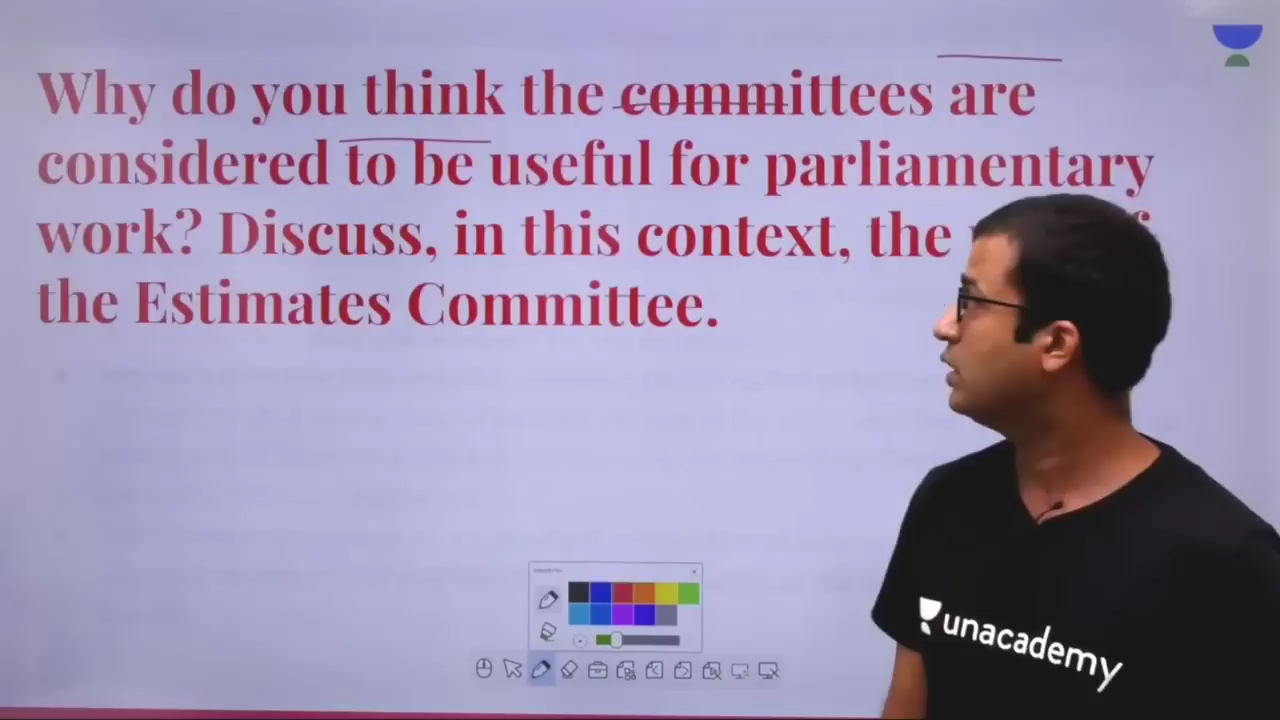 Why do you think the committees are
considered to be useful for parliamentary
work? Discuss, in this context, the
the Estimates Committee.
unacademy